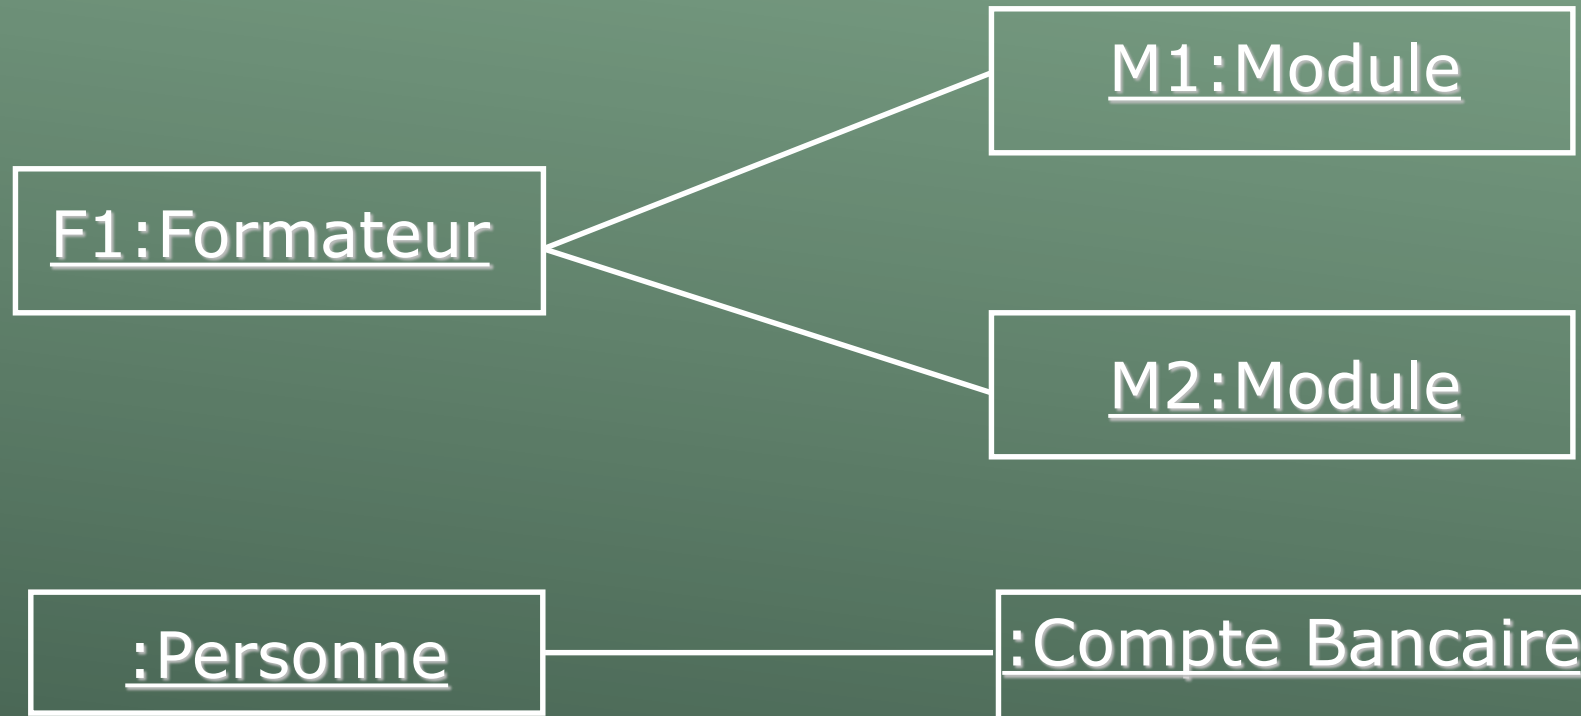 M1:Module
F1:Formateur
M2:Module
:Personne
:Compte Bancaire